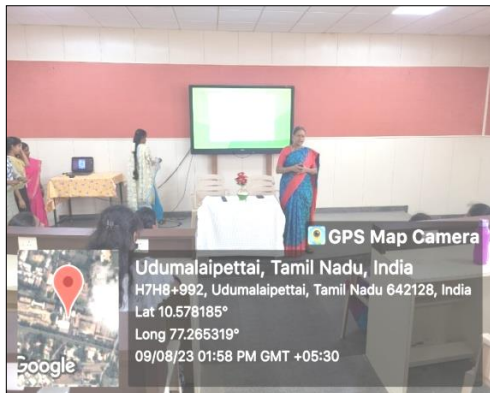 GPS Map Camera
Udumalaipettai, Tamil Nadu, India
H7H8+992, Udumalaipettai, Tamil Nadu 642128, India
Lat 10.578185°
Long 77.265319°
09/08/23 01:58 PM GMT +05:30
Google